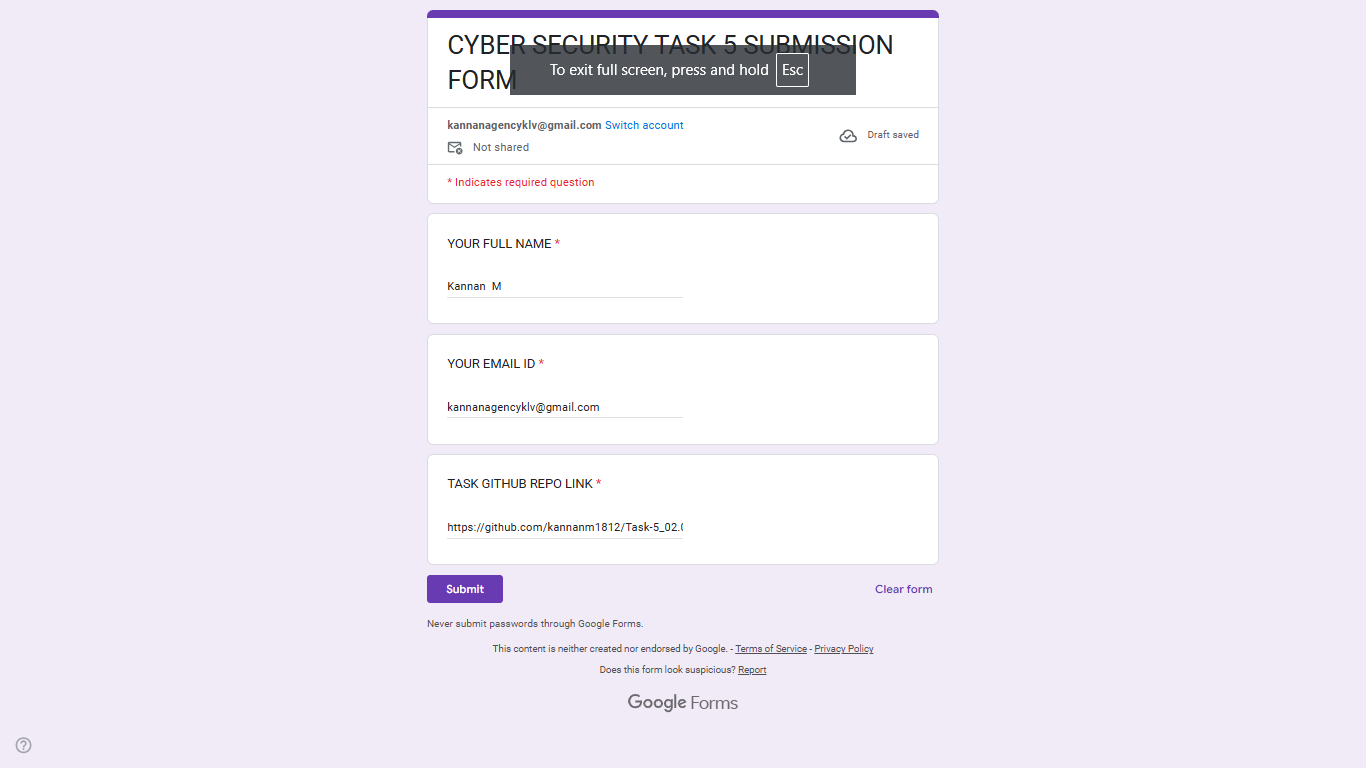 CYBER SECURITY TASK 5 SUBMISSION
FORM
To exit full screen, press and hold Esc
kannanagencyklv@gmail.com Switch account
Draft saved
Not shared
* Indicates required question
YOUR FULL NAME *
Kannan M
YOUR EMAIL ID *
kannanagencyklv@gmail.com
TASK GITHUB REPO LINK *
https://github.com/kannanm1812/Task-5_02.
Submit
Clear form
Never submit passwords through Google Forms.
This content is neither created nor endorsed by Google. - Terms of Service - Privacy Policy
Does this form look suspicious? Report
Google Forms